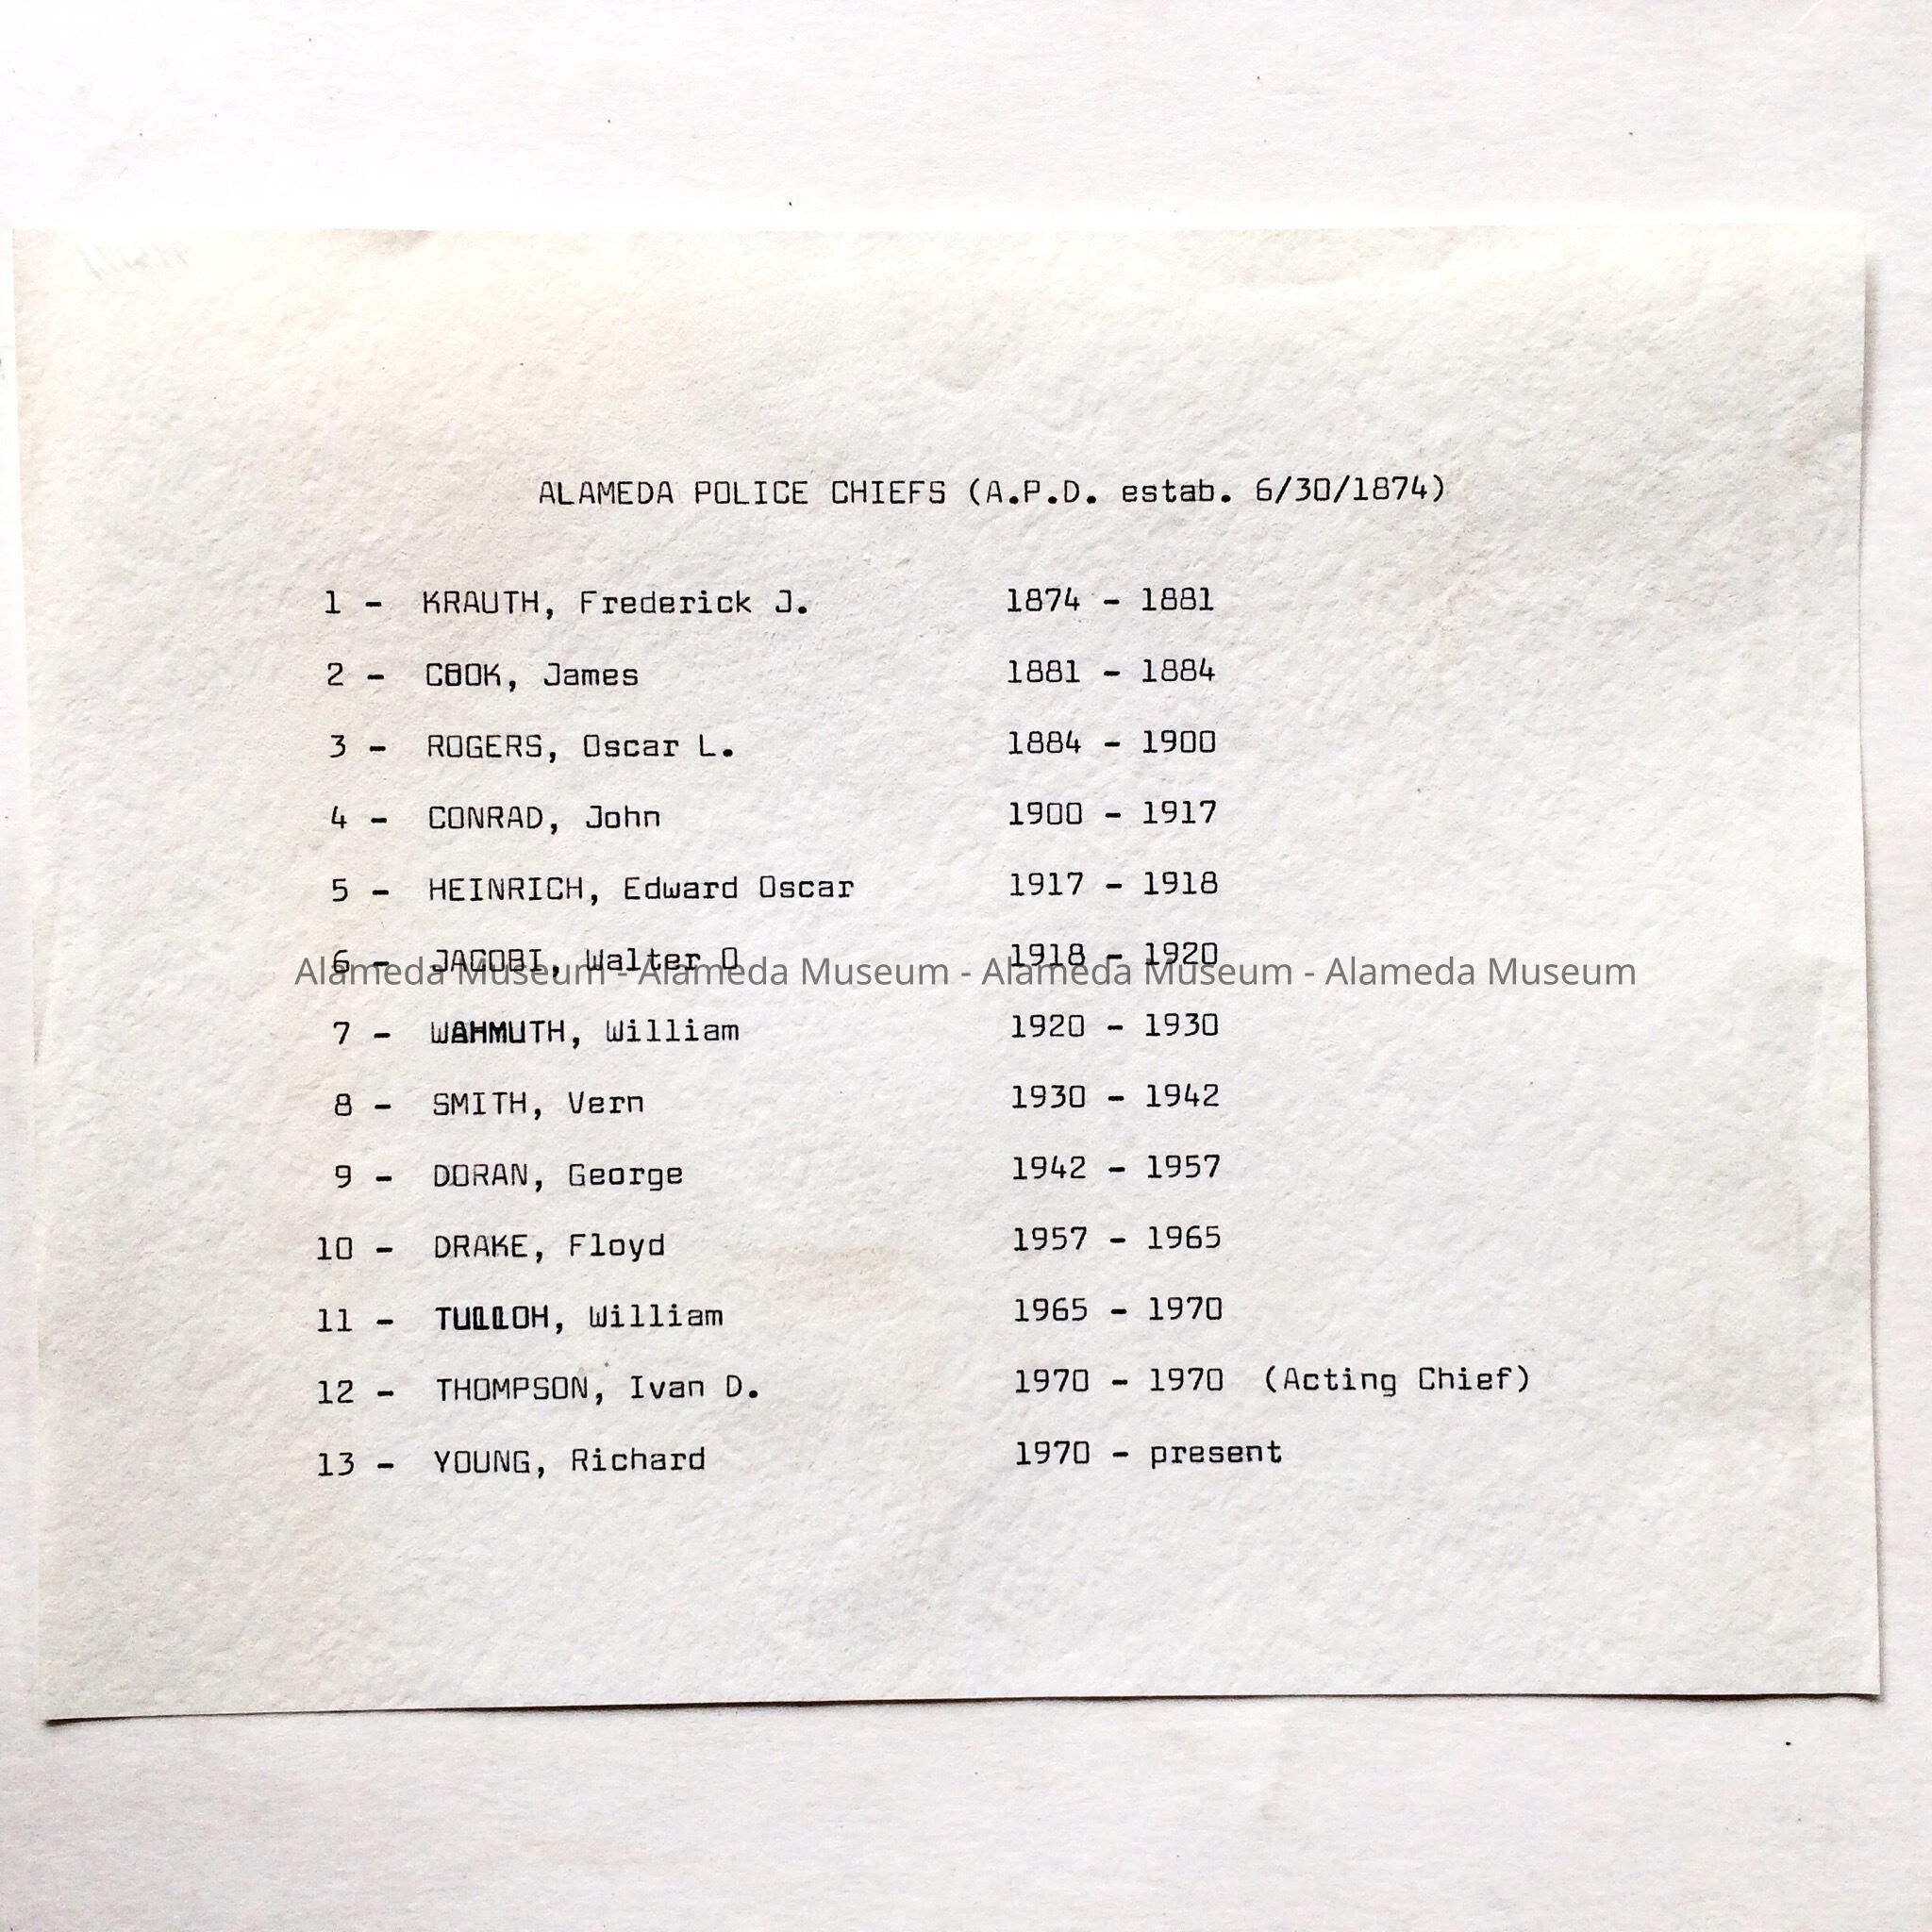 ALAMEDA POLICE CHIEFS (A.P.D. estab. 6/30/1874)
1 - KRAUTH, Frederick J. 1874 - 1881
2 - COOK, James 1881 - 1884
3 - ROGERS, Oscar L. 1884 - 1900
4 - CONRAD, John 1900 - 1917
5 - HEINRICH, Edward Oscar 1917 - 1918
6 - JACOBI, Walter O 1918 - 1920
Alameda Museum - Alameda Museum - Alameda Museum - Alameda Museum
7 - WAHMUTH, William 1920 - 1930
8 - SMITH, Vern 1930 - 1942
9 - DORAN, George 1942 - 1957
10 - DRAKE, Floyd 1957 - 1965
11 - TULLOH, William 1965 - 1970
12 - THOMPSON, Ivan D. 1970 - 1970 (Acting Chief)
13 - YOUNG, Richard 1970 - present